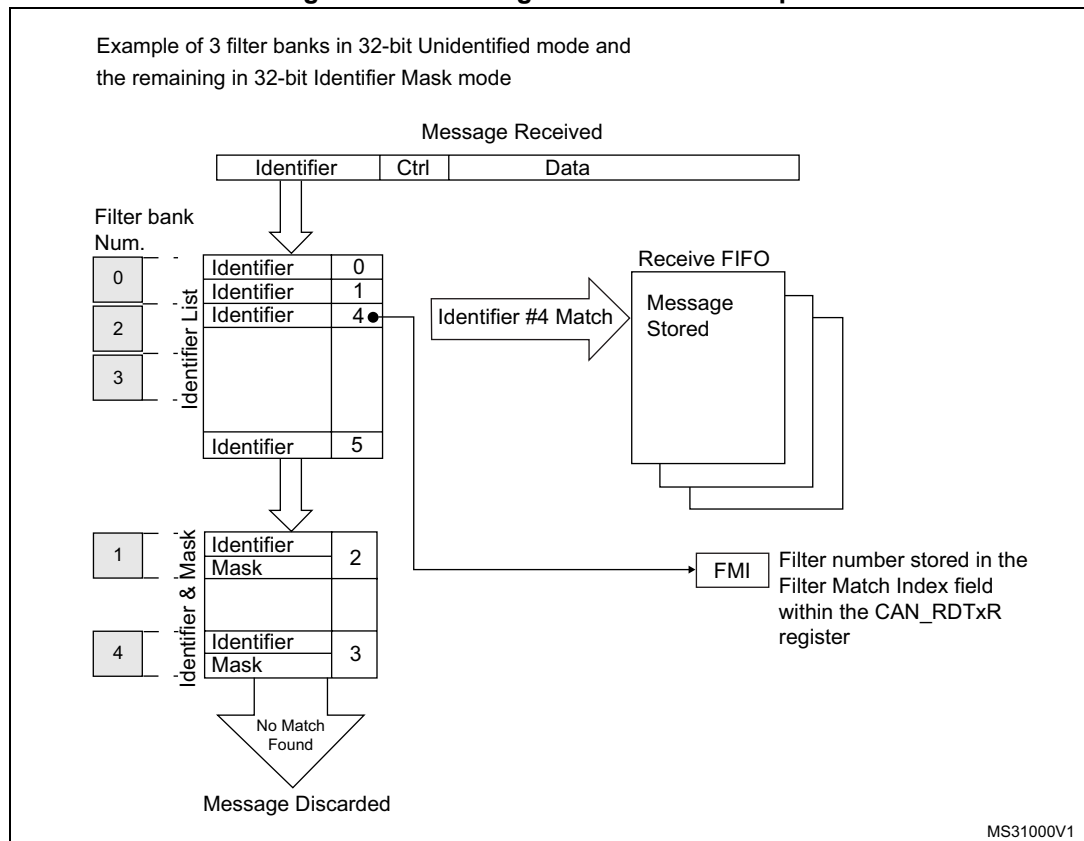 Example of 3 filter banks in 32-bit Unidentified mode and
the remaining in 32-bit Identifier Mask mode
Message Received
Identifier Ctrl Data
Filter bank
Num.
0
2
3
Identifier List
Identifier 0
Identifier 1
Identifier 4
Identifier 5
Identifier #4 Match
Receive FIFO
Message
Stored
1
4
Identifier & Mask
Identifier
Mask
2
Identifier
Mask
3
FMI
Filter number stored in the
Filter Match Index field
within the CAN_RDTxR
register
No Match
Found
Message Discarded
MS31000V1